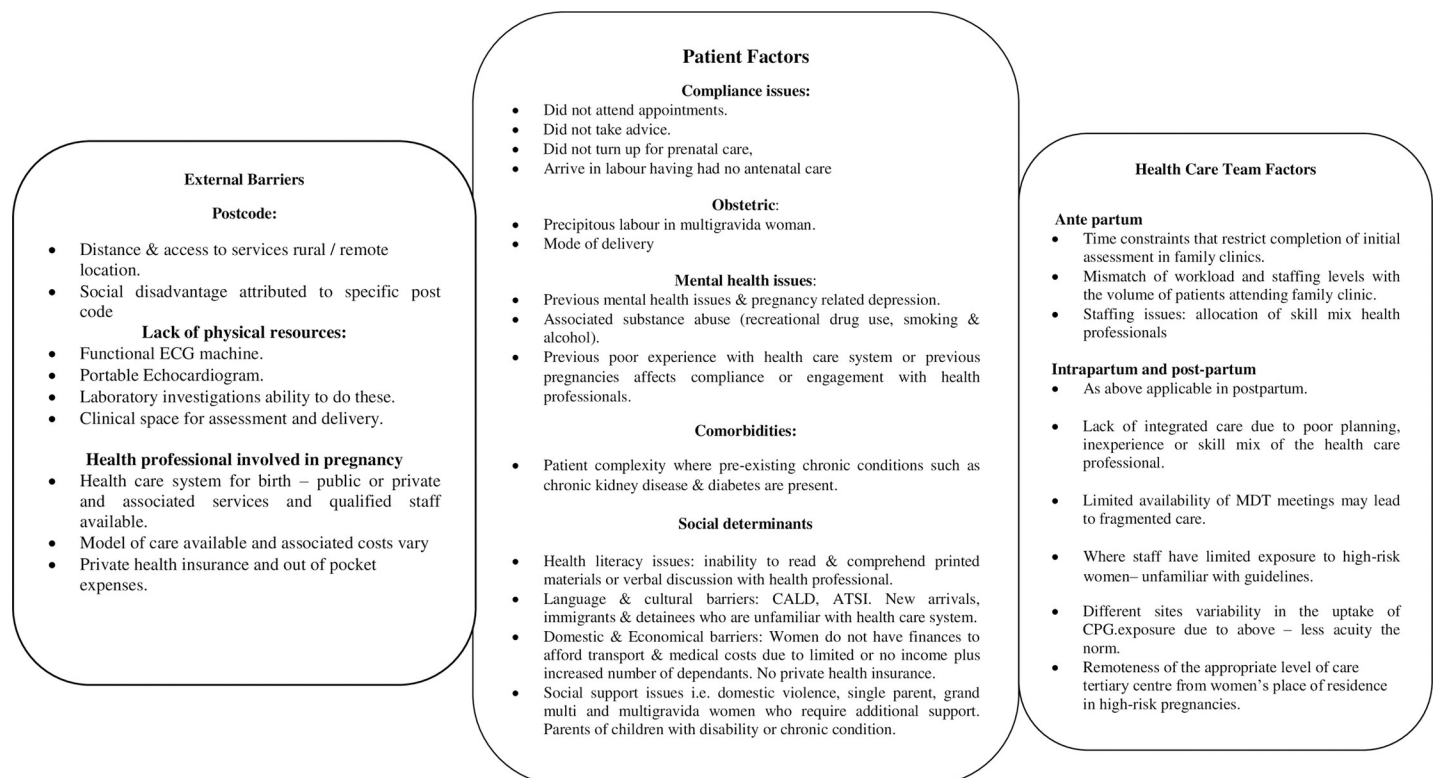 External Barriers
Postcode:
• Distance & access to services rural / remote
location.
• Social disadvantage attributed to specific post
code
Lack of physical resources:
• Functional ECG machine.
• Portable Echocardiogram.
• Laboratory investigations ability to do these.
• Clinical space for assessment and delivery.
Health professional involved in pregnancy
• Health care system for birth – public or private
and associated services and qualified staff
available.
• Model of care available and associated costs vary
• Private health insurance and out of pocket
expenses.
Patient Factors
Compliance issues:
• Did not attend appointments.
• Did not take advice.
• Did not turn up for prenatal care,
• Arrive in labour having had no antenatal care
Obstetric:
• Precipitous labour in multigravida woman.
• Mode of delivery
Mental health issues:
• Previous mental health issues & pregnancy related depression.
• Associated substance abuse (recreational drug use, smoking &
alcohol).
• Previous poor experience with health care system or previous
pregnancies affects compliance or engagement with health
professionals.
Comorbidities:
• Patient complexity where pre-existing chronic conditions such as
chronic kidney disease & diabetes are present.
Social determinants
• Health literacy issues: inability to read & comprehend printed
materials or verbal discussion with health professional.
• Language & cultural barriers: CALD, ATSI. New arrivals,
immigrants & detainees who are unfamiliar with health care system.
• Domestic & Economical barriers: Women do not have finances to
afford transport & medical costs due to limited or no income plus
increased number of dependants. No private health insurance.
• Social support issues i.e. domestic violence, single parent, grand
multi and multigravida women who require additional support.
Parents of children with disability or chronic condition.
Health Care Team Factors
Ante partum
• Time constraints that restrict completion of initial
assessment in family clinics.
• Mismatch of workload and staffing levels with
the volume of patients attending family clinic.
• Staffing issues: allocation of skill mix health
professionals
Intrapartum and post-partum
• As above applicable in postpartum.
• Lack of integrated care due to poor planning,
inexperience or skill mix of the health care
professional.
• Limited availability of MDT meetings may lead
to fragmented care.
• Where staff have limited exposure to high-risk
women– unfamiliar with guidelines.
• Different sites variability in the uptake of
CPG.exposure due to above – less acuity the
norm.
• Remoteness of the appropriate level of care
tertiary centre from women’s place of residence
in high-risk pregnancies.